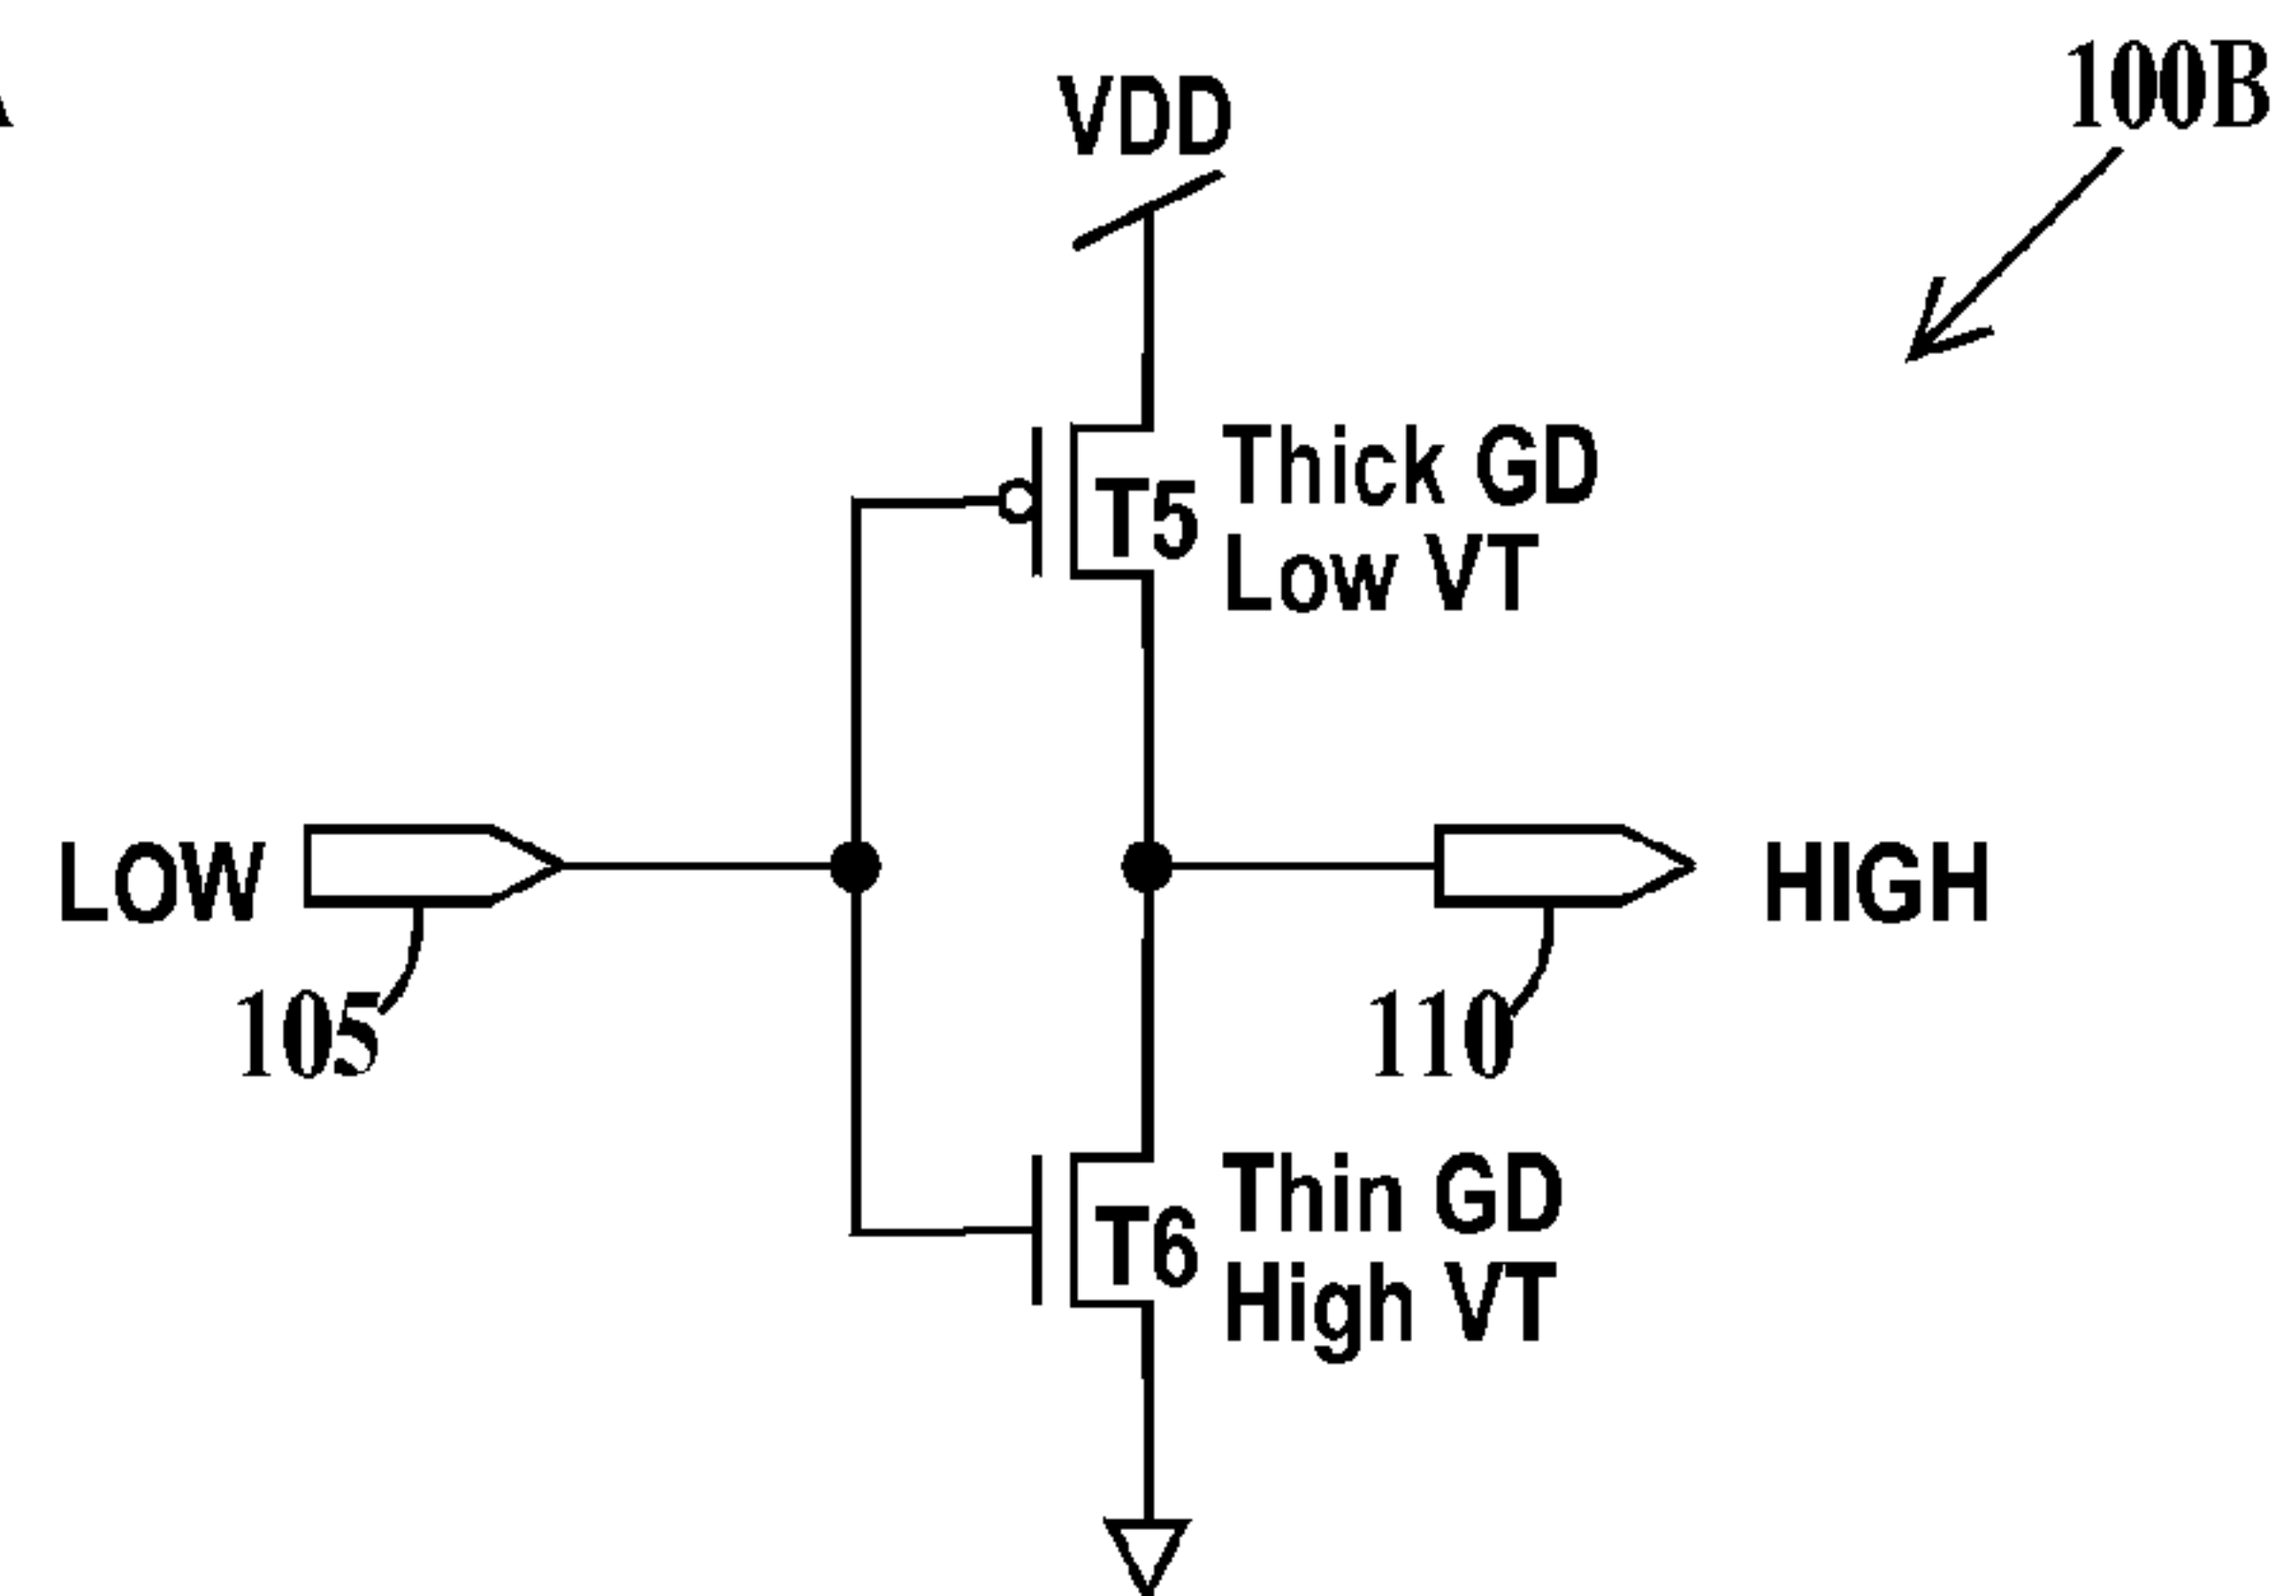 100B
VDD
T5
Thick GD
Low VT
LOW
HIGH
105
110
T6
Thin GD
High VT